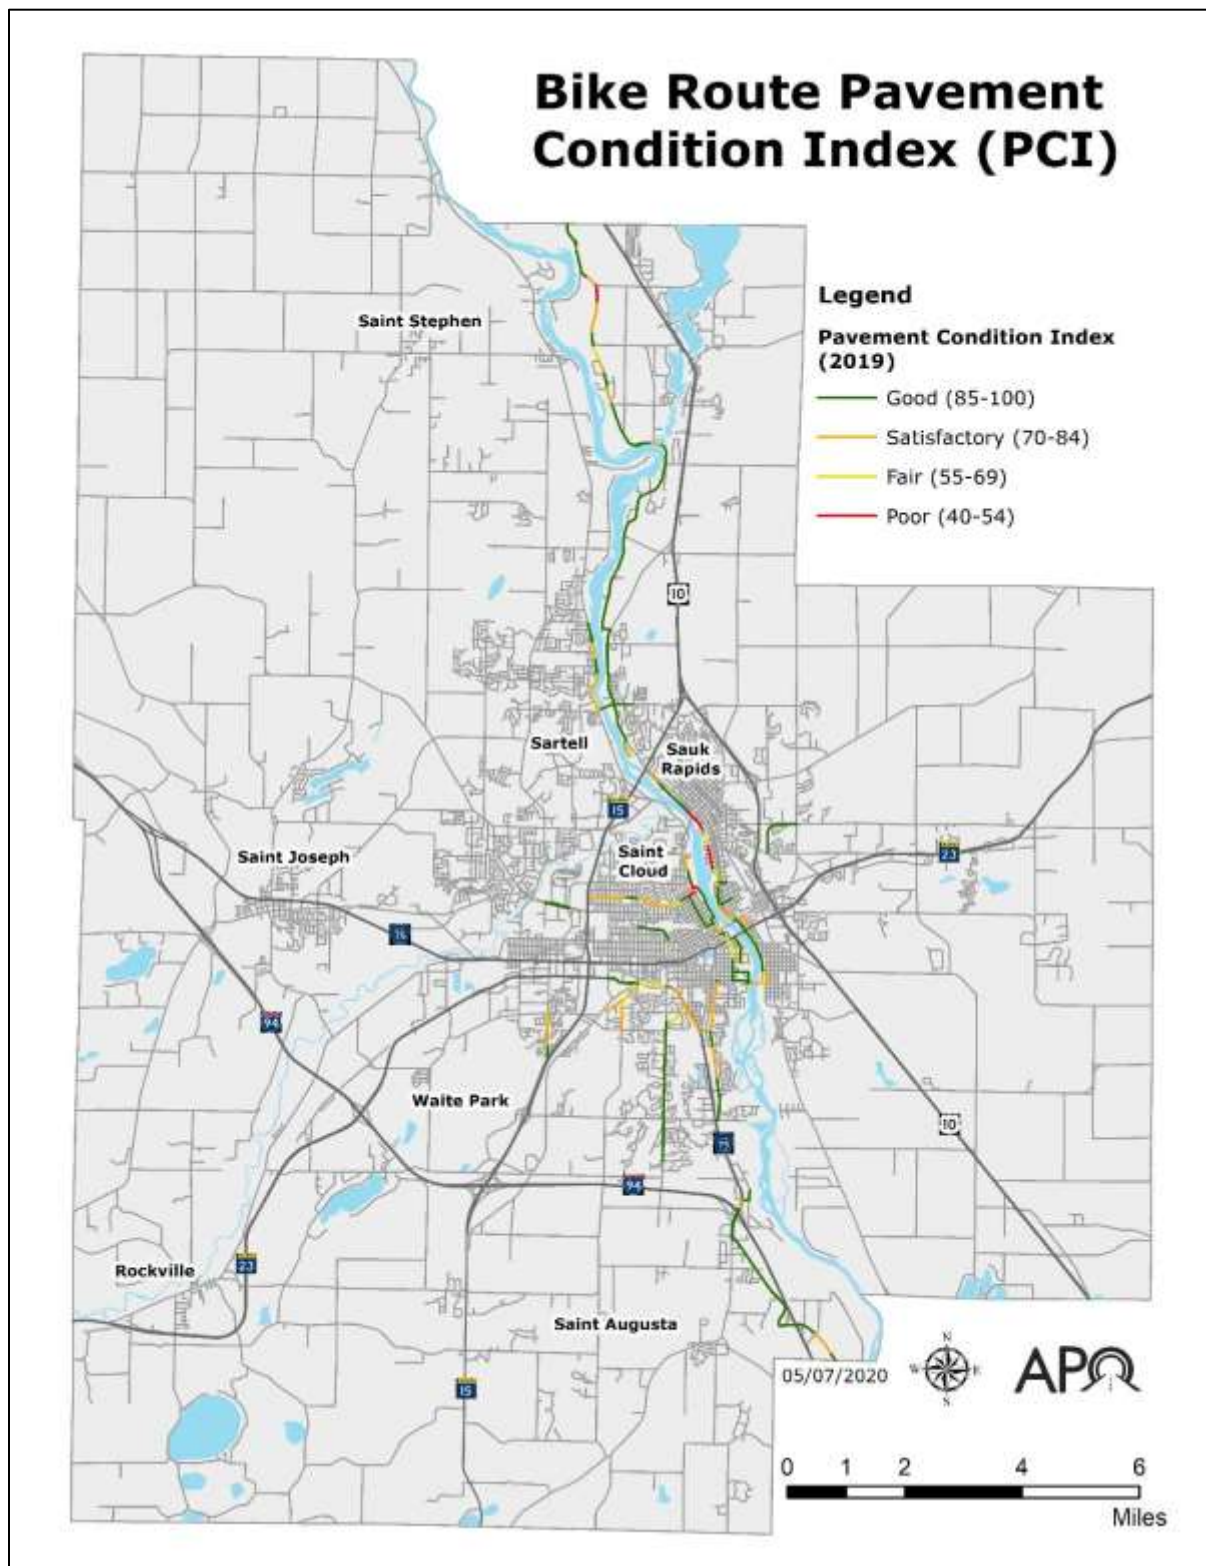 Bike Route Pavement
Condition Index (PCI)
Legend
Pavement Condition Index
(2019)
Good (85-100)
Satisfactory (70-84)
Fair (55-69)
Poor (40-54)
Saint Stephen
10
Sartell
Sauk
Rapids
15
Saint
Cloud
23
Saint Joseph
94
Waite Park
10
75
94
Rockville
23
Saint Augusta
15
05/07/2020
N
W
E
S
APO
0 1 2 4 6
Miles